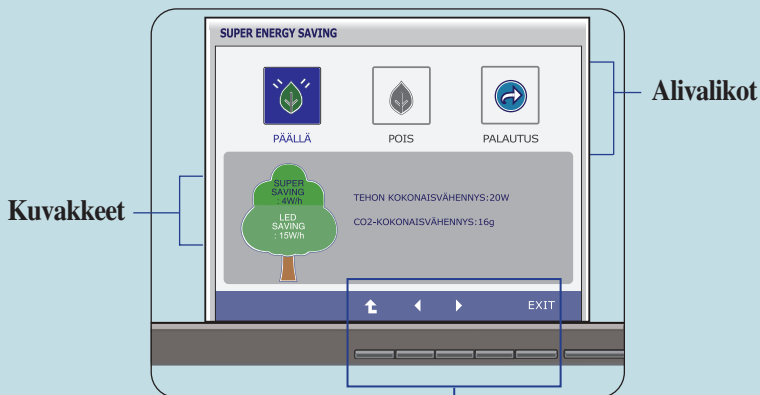 SUPER ENERGY SAVING
PÄÄLLÄ
POIS
PALAUTUS
Alivalikot
Kuvakkeet
SUPER
SAVING
: 4W/h
LED
SAVING
: 15W/h
TEHON KOKONAISVÄHENNYS:20W
CO2-KOKONAISVÄHENNYS:16g
EXIT